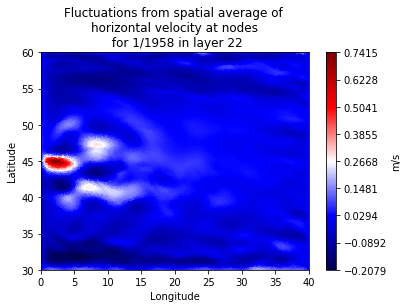 Fluctuations from spatial average of
horizontal velocity at nodes
for 1/1958 in layer 22
60
55
50
45
40
35
30
Latitude
0 5 10 15 20 25 30 35 40
Longitude
0.7415
0.6228
0.5041
0.3855
0.2668
0.1481
0.0294
−0.0892
−0.2079
m/s